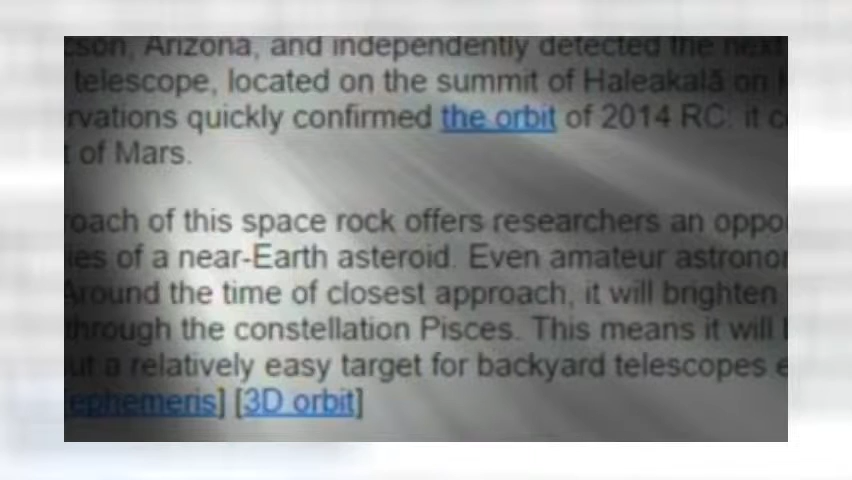 cson, Arizona, and independently detected the next
telescope, located on the summit of Haleakalā on
rvations quickly confirmed the orbit of 2014 RC: it c
t of Mars.
roach of this space rock offers researchers an oppo
ies of a near-Earth asteroid. Even amateur astronor
Around the time of closest approach, it will brighten
through the constellation Pisces. This means it will
ut a relatively easy target for backyard telescopes e
ephemeris] [3D orbit]